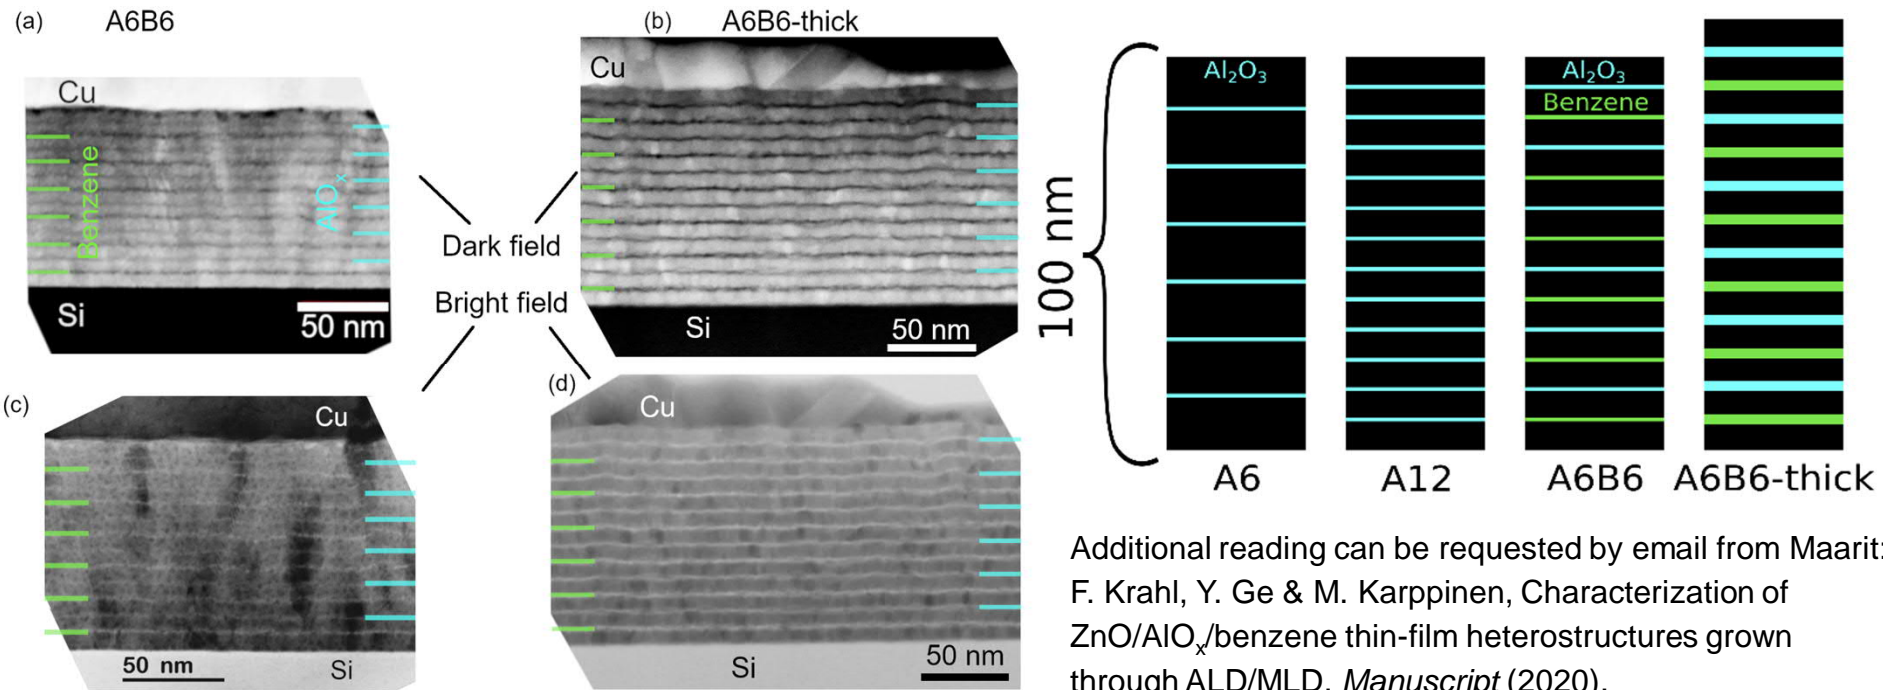 (a) A6B6
Cu
Benzene
AlOₓ
Si
50 nm
(b) A6B6-thick
Cu
Si
50 nm
Dark field
Bright field
(c)
Cu
50 nm
Si
(d)
Cu
Si
50 nm
100 nm
Al₂O₃
Al₂O₃
Benzene
A6 A12 A6B6 A6B6-thick
Additional reading can be requested by email from Maarit:
F. Krahl, Y. Ge & M. Karppinen, Characterization of
ZnO/AlOₓ/benzene thin-film heterostructures grown
through ALD/MLD, Manuscript (2020).